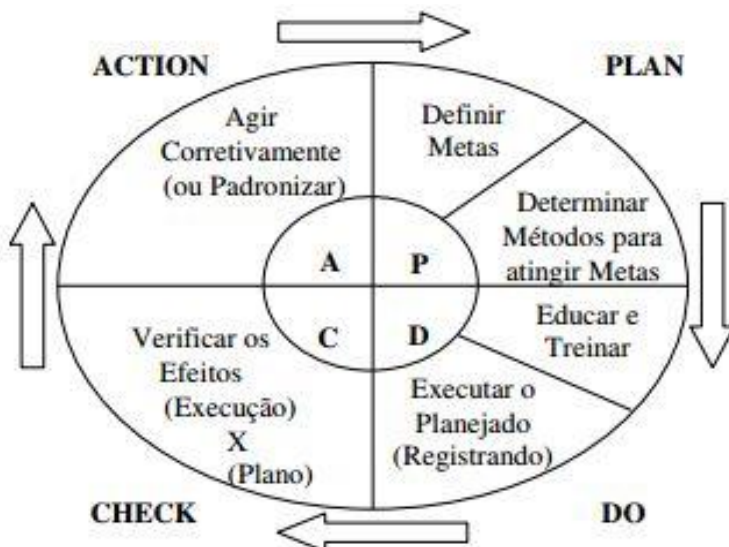 ACTION
PLAN
Agir
Corretivamente
(ou Padronizar)
Definir
Metas
Determinar
Métodos para
atingir Metas
A
P
C
D
Verificar os
Efeitos
(Execução)
X
(Plano)
Educar e
Treinar
Executar o
Planejado
(Registrando)
CHECK
DO